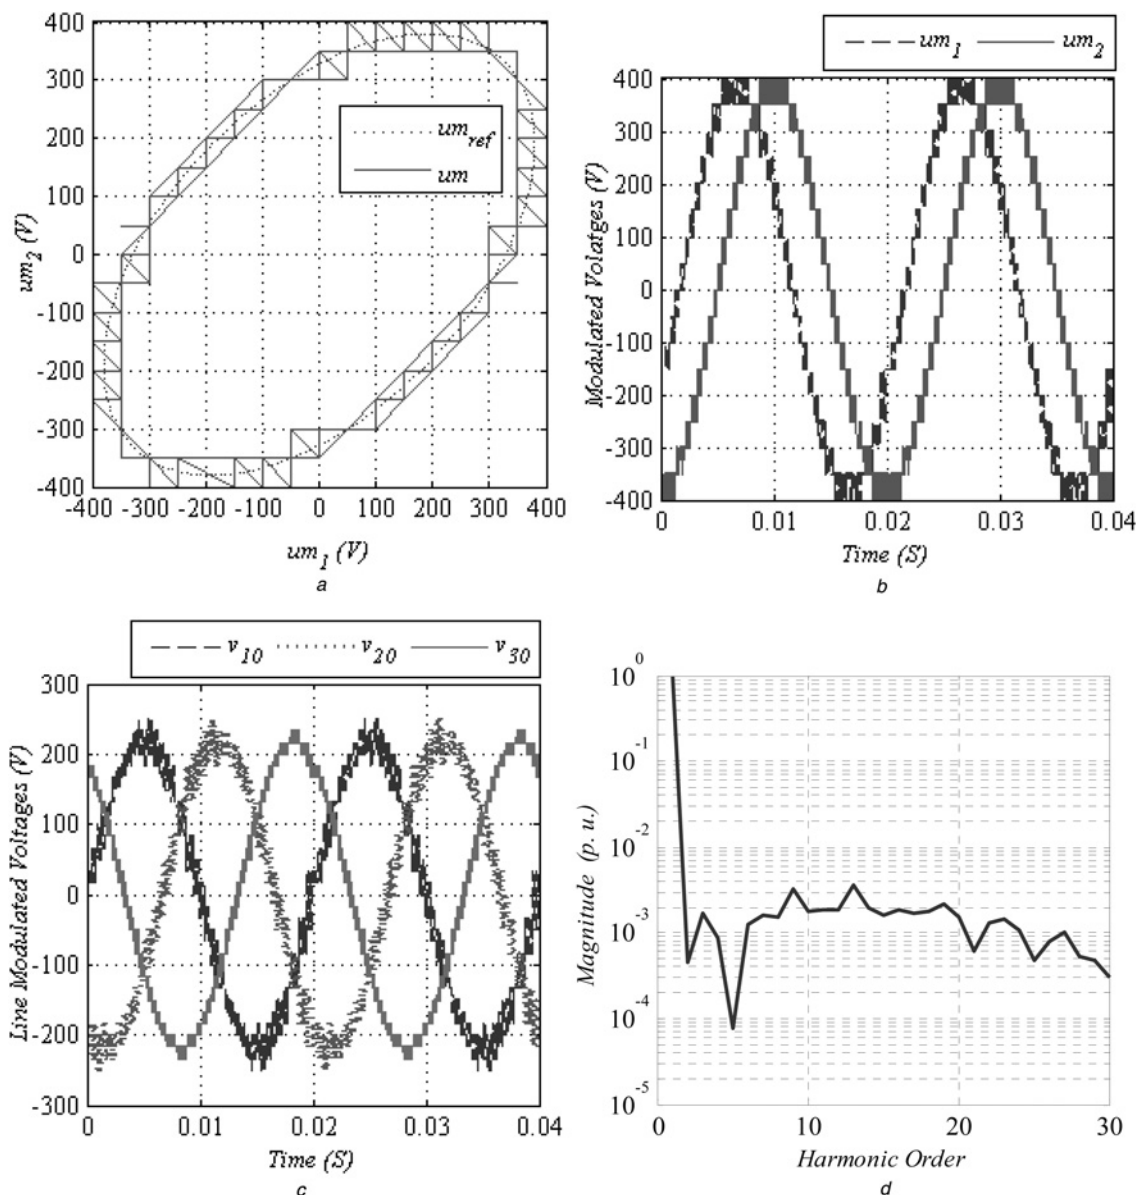 400
300
200
100
0
-100
-200
-300
-400
-400 -300 -200 -100 0 100 200 300 400
um2 (V)
um1 (V)
um_ref
um
a
um1 um2
400
300
200
100
0
-100
-200
-300
-400
0 0.01 0.02 0.03 0.04
Modulated Volatges (V)
Time (S)
b
v10 v20 v30
300
200
100
0
-100
-200
-300
0 0.01 0.02 0.03 0.04
Line Modulated Voltages (V)
Time (S)
c
10^0
10^-1
10^-2
10^-3
10^-4
10^-5
0 10 20 30
Magnitude (p. u.)
Harmonic Order
d